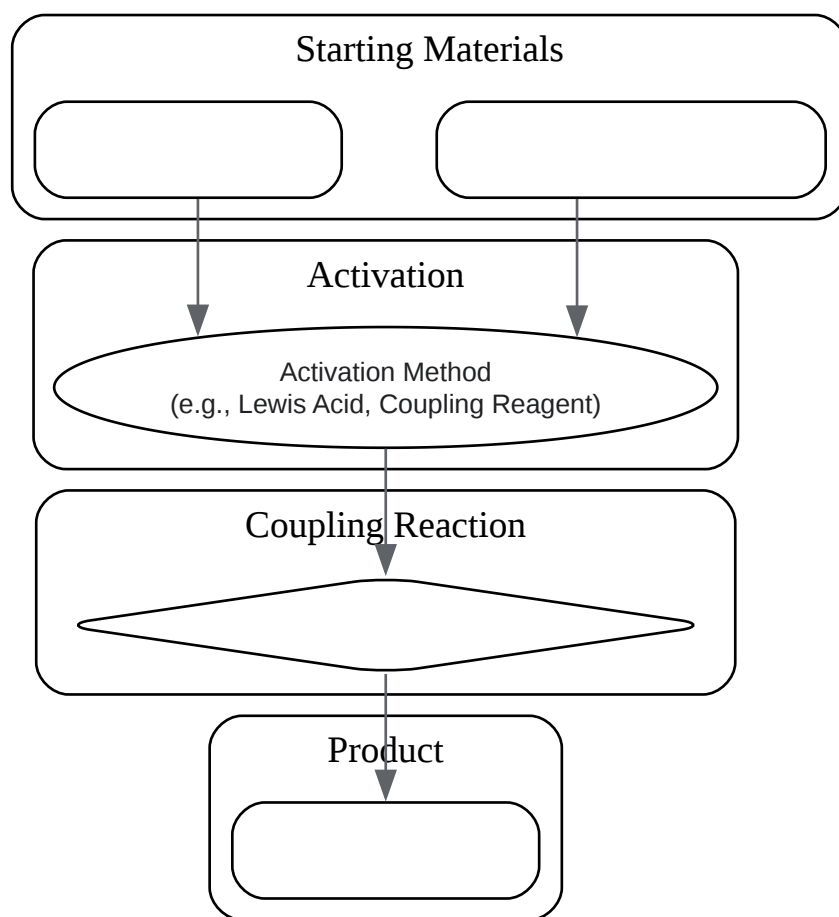 Starting Materials
Activation
Activation Method
(e.g., Lewis Acid, Coupling Reagent)
Coupling Reaction
Product